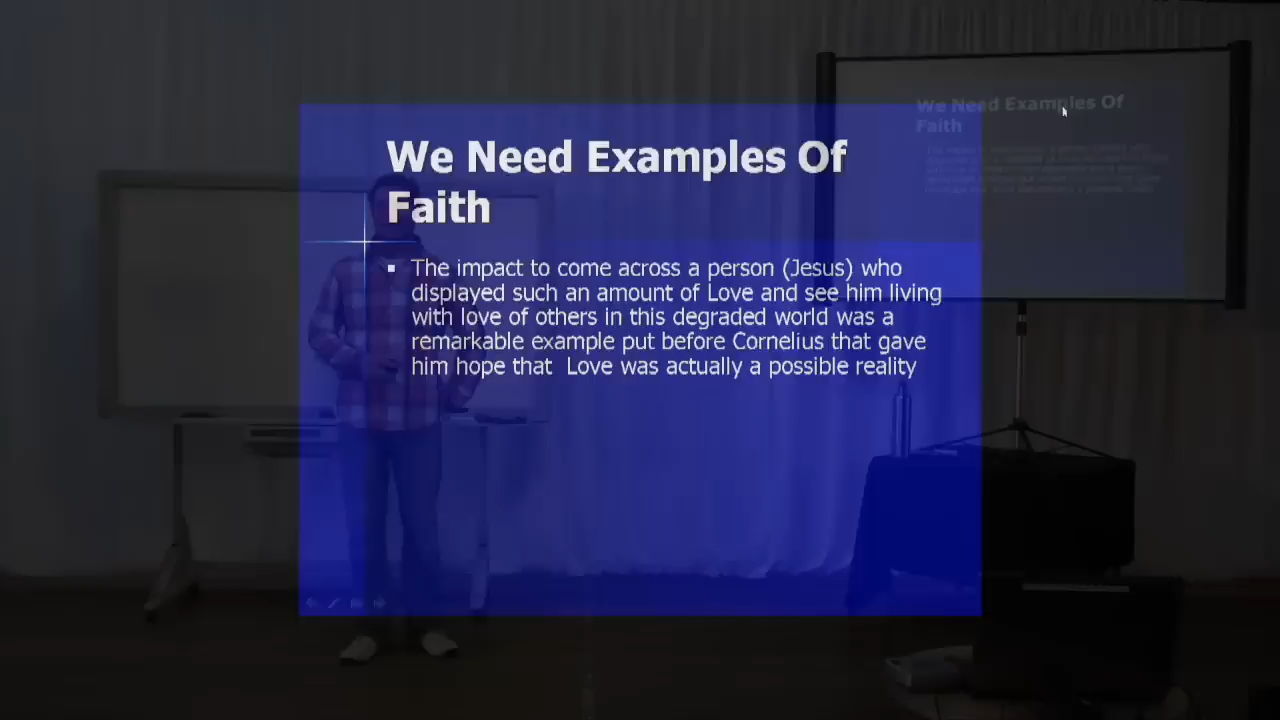 We Need Examples Of
Faith
▪ The impact to come across a person (Jesus) who
displayed such an amount of Love and see him living
with love of others in this degraded world was a
remarkable example put before Cornelius that gave
him hope that  Love was actually a possible reality
We Need Examples Of
Faith